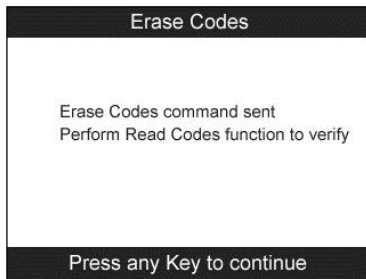 Erase Codes
Erase Codes command sent
Perform Read Codes function to verify
Press any Key to continue